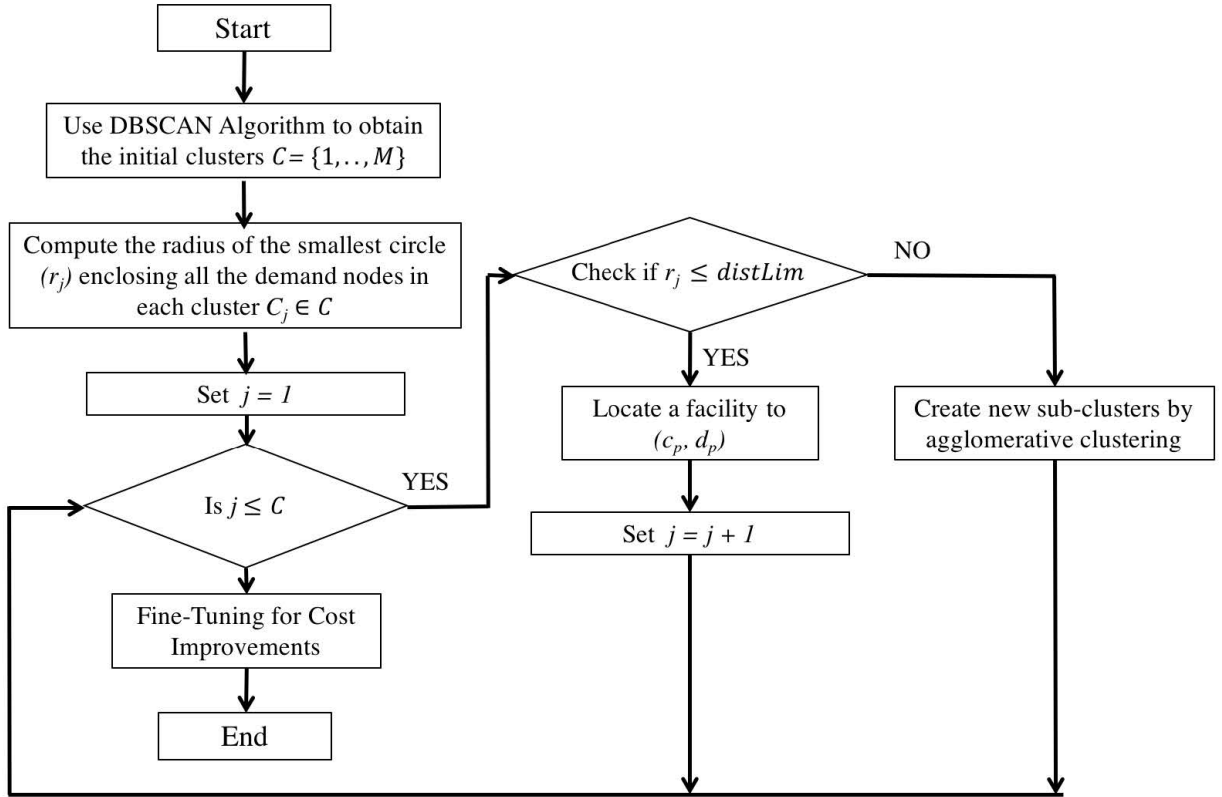 Start
Use DBSCAN Algorithm to obtain
the initial clusters C = {1,..,M}
Compute the radius of the smallest circle
(r_j) enclosing all the demand nodes in
each cluster C_j ∈ C
Set j = 1
Is j ≤ C
YES
Fine-Tuning for Cost
Improvements
End
Check if r_j ≤ distLim
NO
YES
Locate a facility to
(c_p, d_p)
Set j = j + 1
Create new sub-clusters by
agglomerative clustering